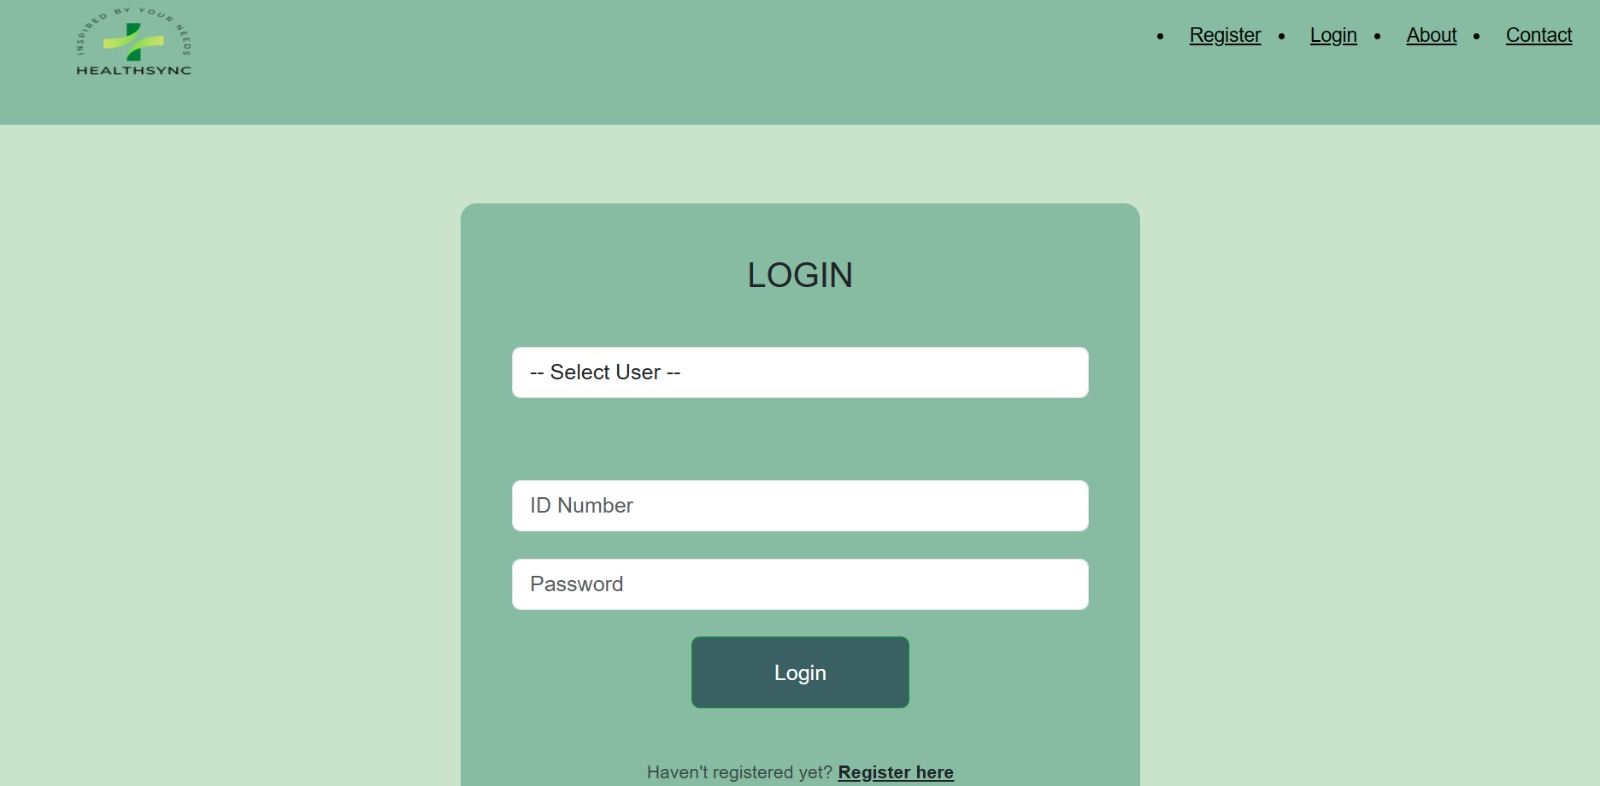 INSPIRED BY YOUR NEEDS
HEALTHSYNC
• Register • Login • About • Contact
LOGIN
-- Select User --
ID Number
Password
Login
Haven't registered yet? Register here